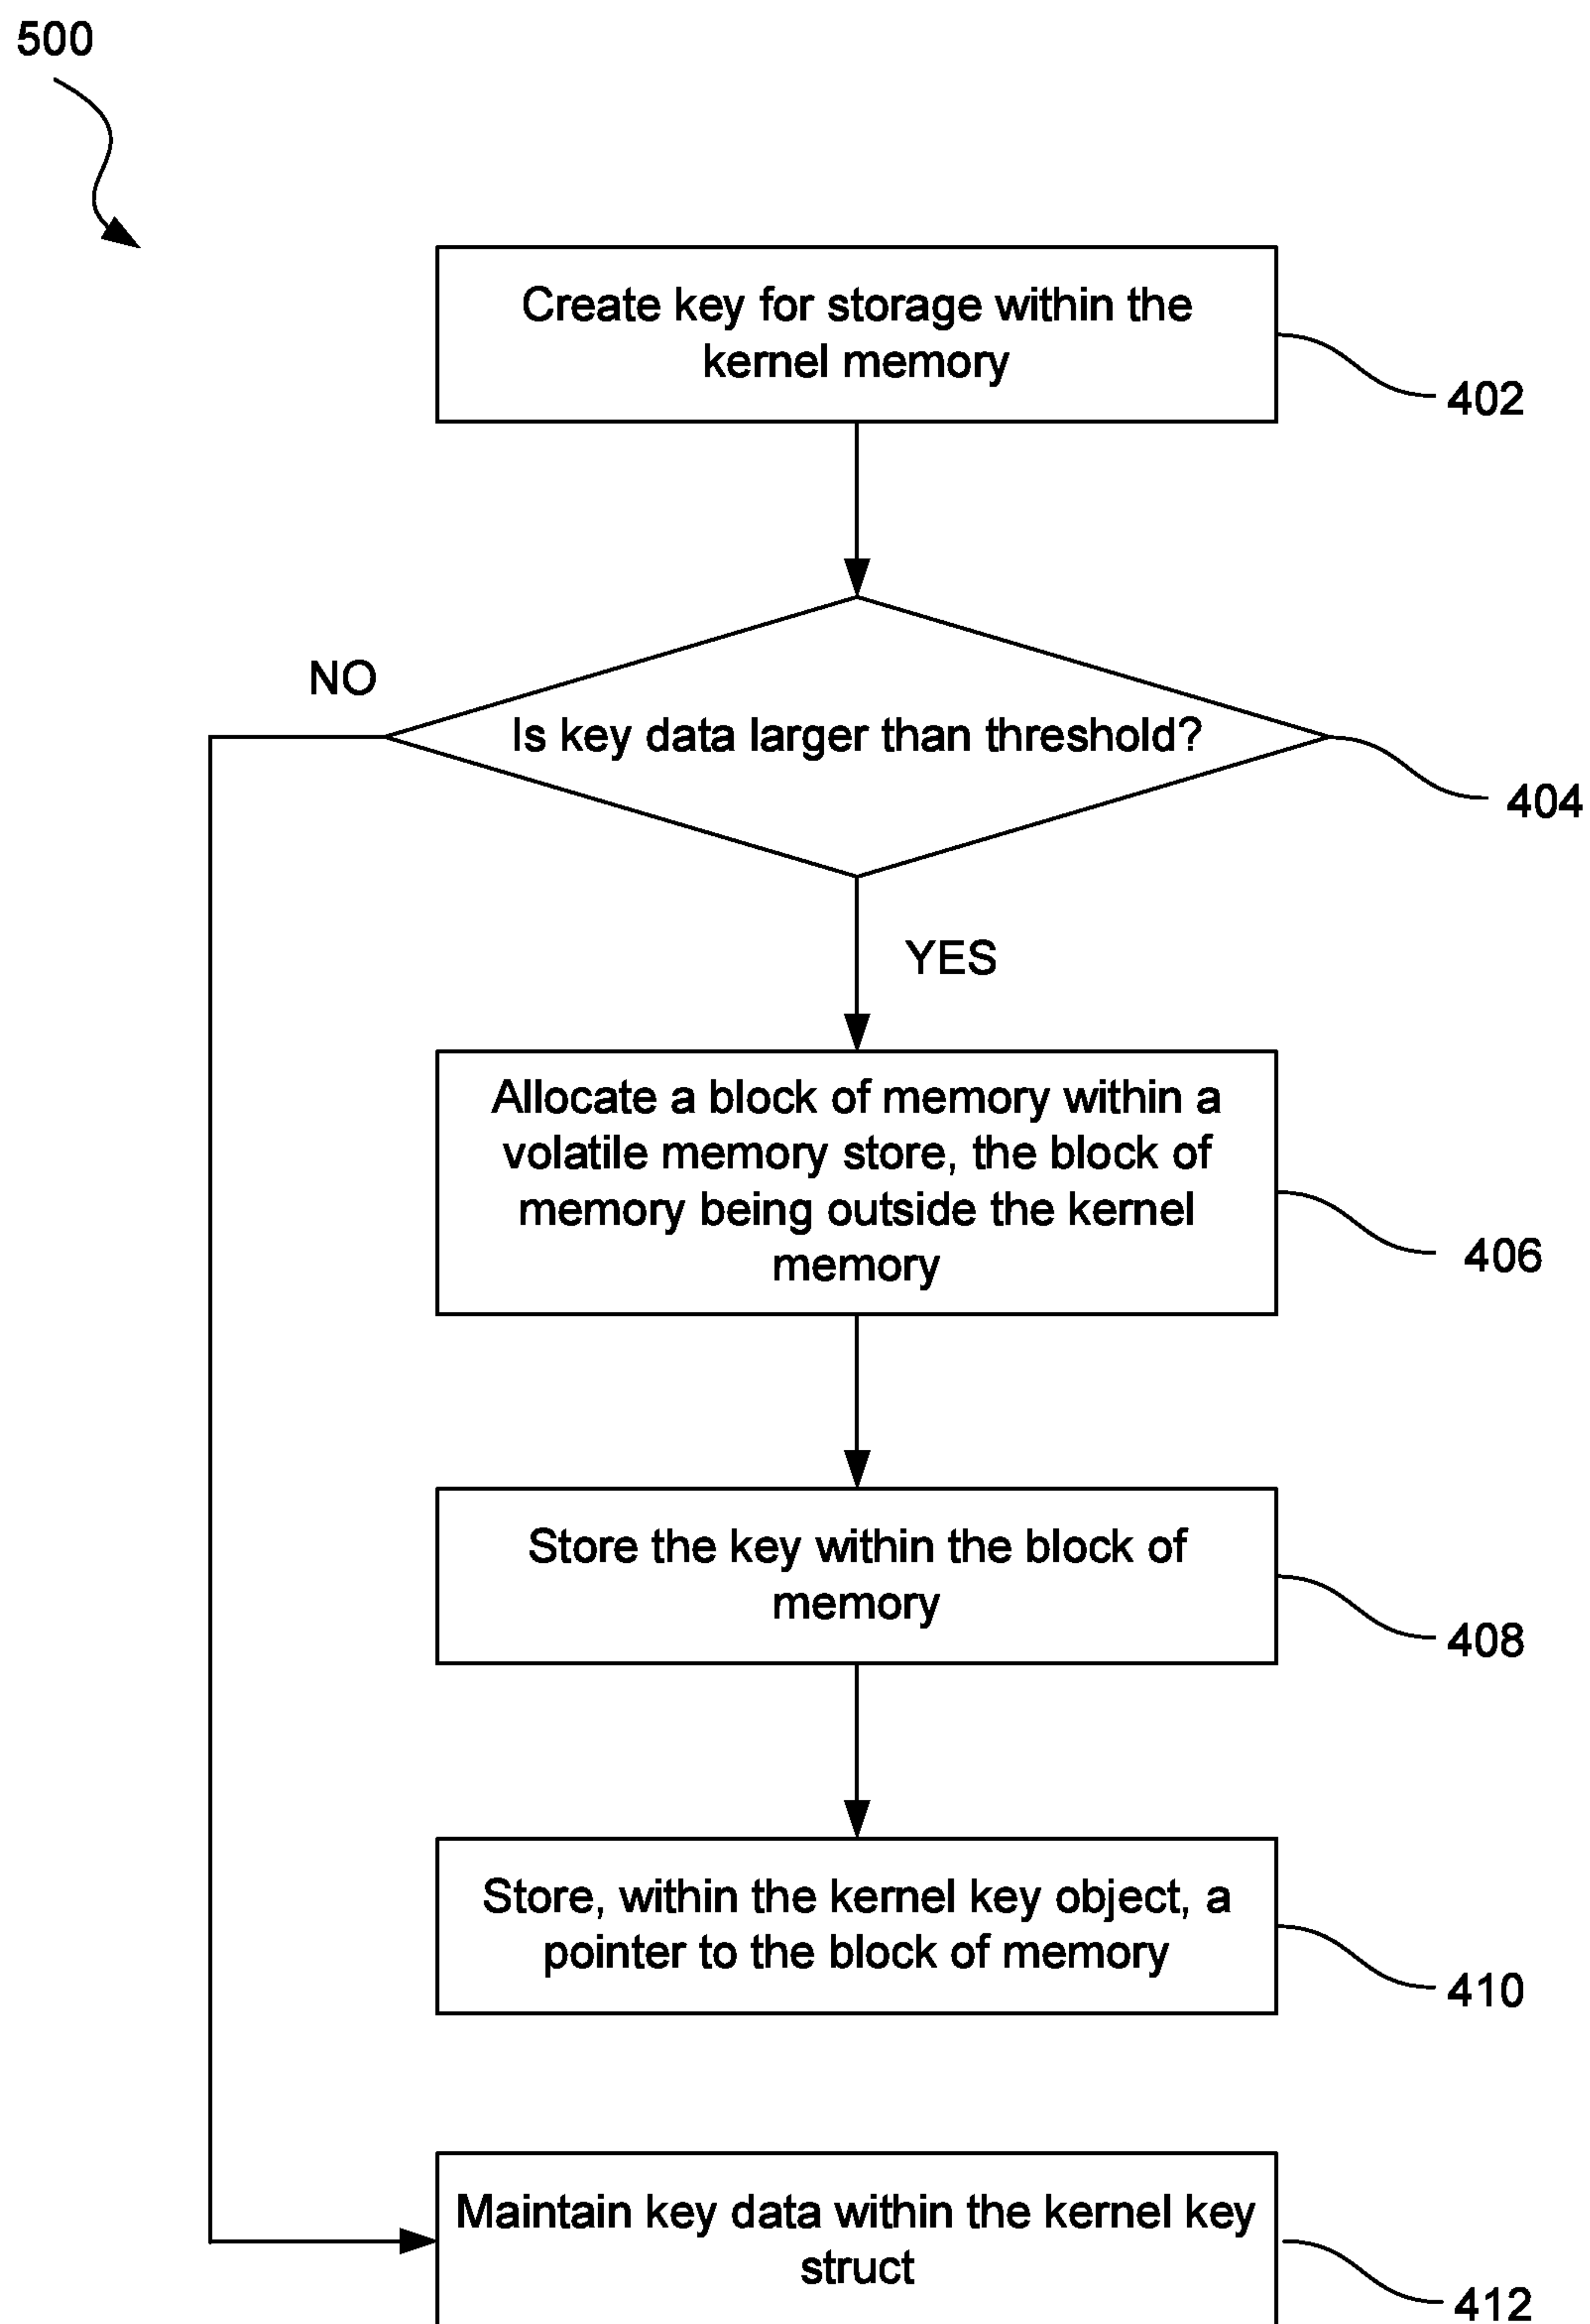 500
Create key for storage within the
kernel memory
402
NO
Is key data larger than threshold?
404
YES
Allocate a block of memory within a
volatile memory store, the block of
memory being outside the kernel
memory
406
Store the key within the block of
memory
408
Store, within the kernel key object, a
pointer to the block of memory
410
Maintain key data within the kernel key
struct
412